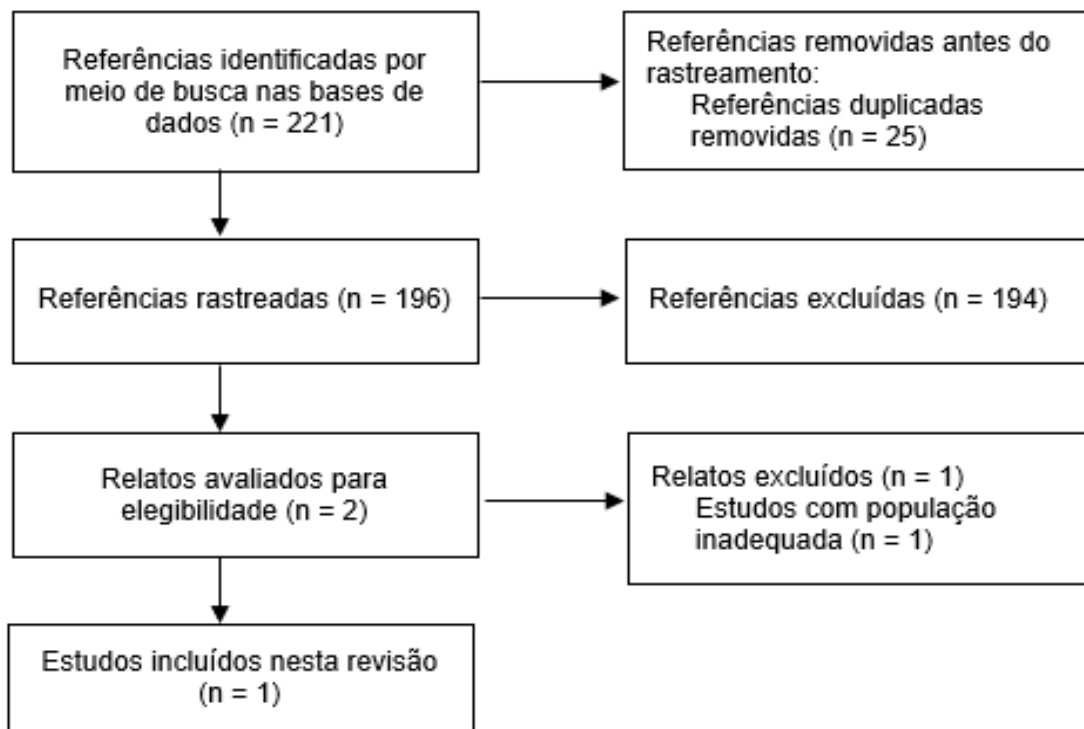 Referências identificadas por
meio de busca nas bases de
dados (n = 221)
Referências removidas antes do
rastreamento:
Referências duplicadas
removidas (n = 25)
Referências rastreadas (n = 196)
Referências excluídas (n = 194)
Relatos avaliados para
elegibilidade (n = 2)
Relatos excluídos (n = 1)
Estudos com população
inadequada (n = 1)
Estudos incluídos nesta revisão
(n = 1)